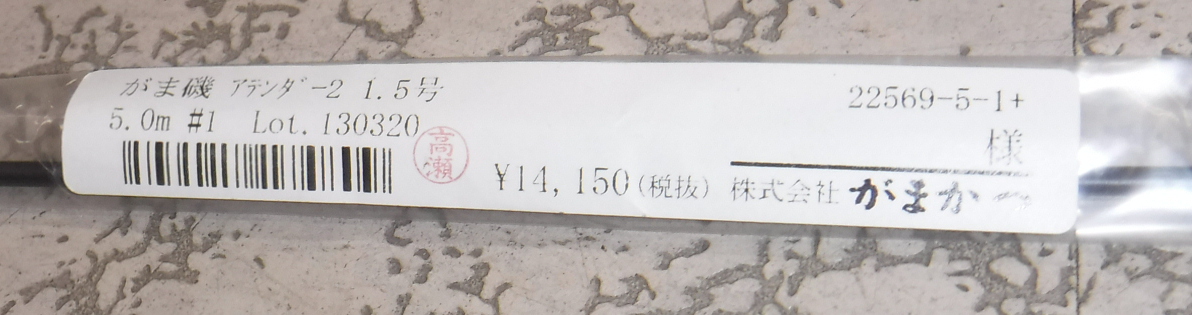 がま磯 アテンダー2 1.5号
22569-5-1+
5.0m #1 Lot.130320
高瀬
様
¥14,150(税抜) 株式会社 がまかつ